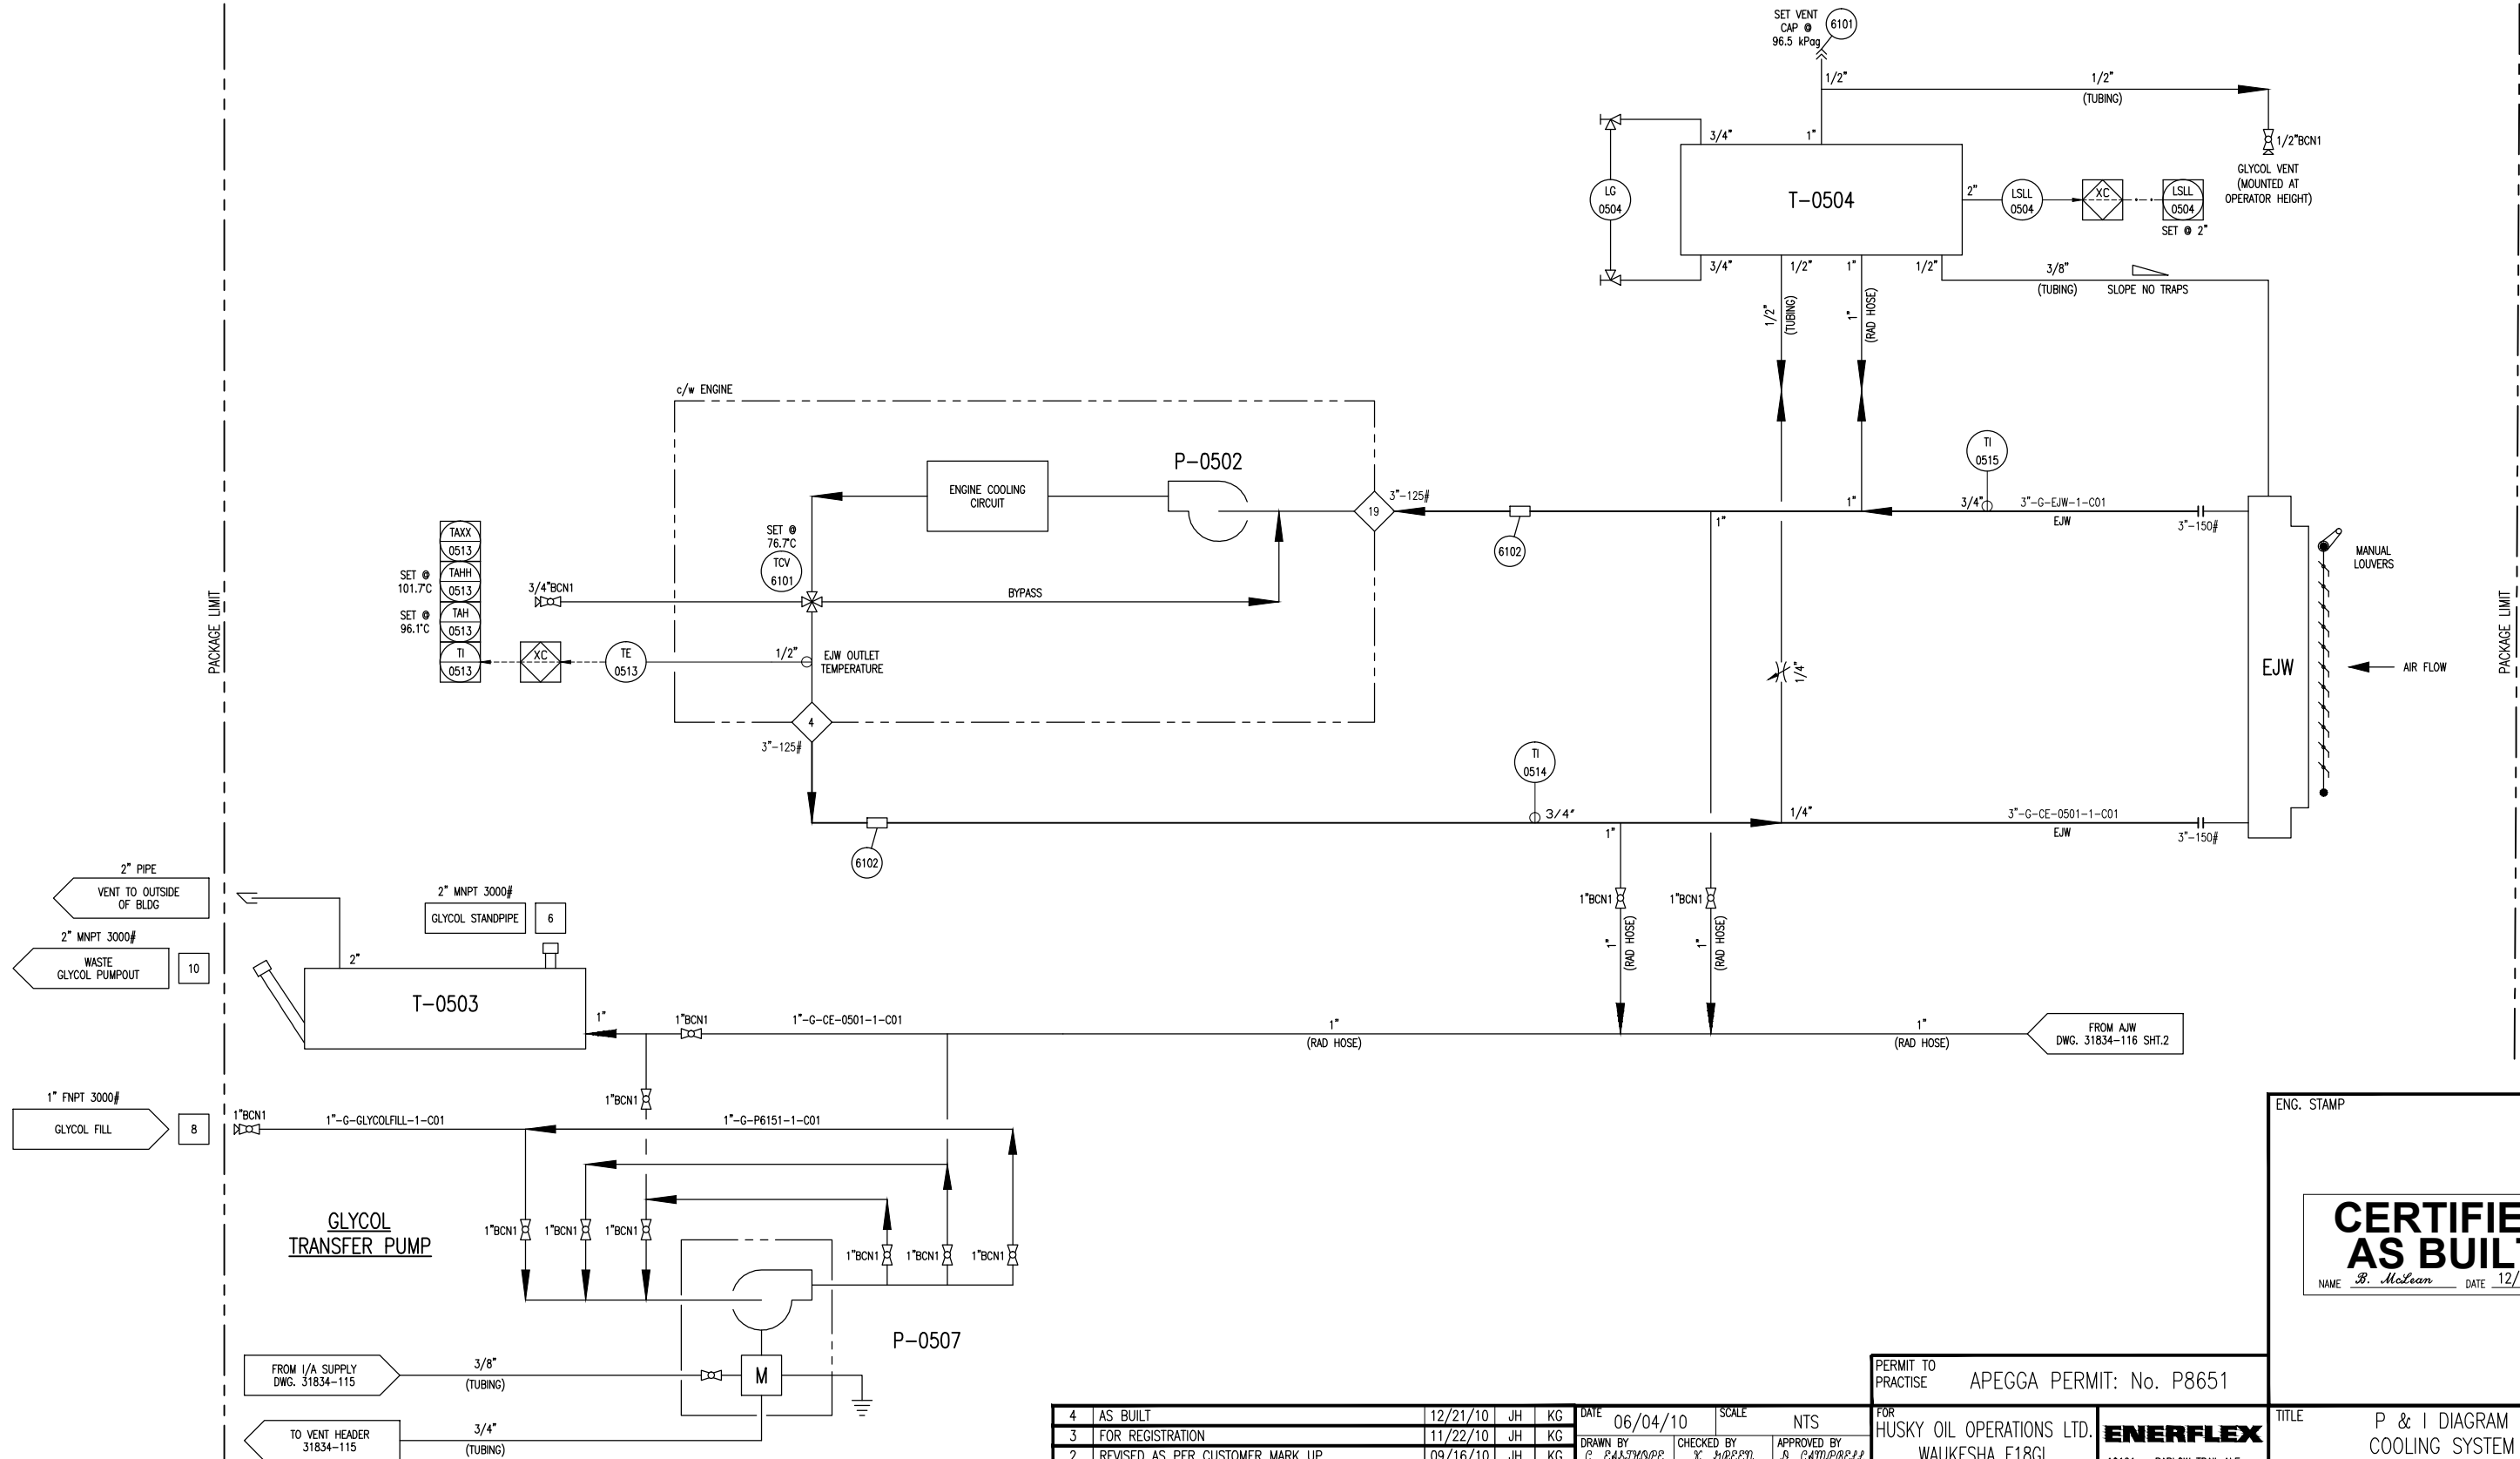 SET VENT
CAP @
96.5 kPag
6101
1/2"
1/2"
(TUBING)
1/2"BCN1
GLYCOL VENT
(MOUNTED AT
OPERATOR HEIGHT)
3/4"
1"
LG
0504
T-0504
2"
LSLL
0504
XC
LSLL
0504
SET @ 2"
3/4"
1/2"
1"
1/2"
3/8"
(TUBING)
SLOPE NO TRAPS
1/2"
(TUBING)
1"
(RAD HOSE)
c/w ENGINE
P-0502
ENGINE COOLING
CIRCUIT
SET @
76.7°C
TCV
6101
3/4"BCN1
BYPASS
19
3"-125#
6102
1"
1"
TI
0515
3/4"
3"-G-EJW-1-C01
EJW
3"-150#
MANUAL
LOUVERS
EJW
AIR FLOW
PACKAGE LIMIT
PACKAGE LIMIT
TAXX
0513
SET @
101.7°C
TAHH
0513
SET @
96.1°C
TAH
0513
TI
0513
XC
TE
0513
1/2"
EJW OUTLET
TEMPERATURE
4
3"-125#
1/4"
TI
0514
3/4"
6102
1"
1/4"
3"-G-CE-0501-1-C01
EJW
3"-150#
1"BCN1
1"BCN1
1"
(RAD HOSE)
1"
(RAD HOSE)
2" PIPE
VENT TO OUTSIDE
OF BLDG
2" MNPT 3000#
GLYCOL STANDPIPE
6
2" MNPT 3000#
WASTE
GLYCOL PUMPOUT
10
2"
T-0503
1"
1"BCN1
1"-G-CE-0501-1-C01
1"
(RAD HOSE)
1"
(RAD HOSE)
FROM AJW
DWG. 31834-116 SHT.2
1" FNPT 3000#
GLYCOL FILL
8
1"BCN1
1"-G-GLYCOLFILL-1-C01
1"BCN1
1"-G-P6151-1-C01
GLYCOL
TRANSFER PUMP
1"BCN1
1"BCN1
1"BCN1
1"BCN1
1"BCN1
1"BCN1
P-0507
M
FROM I/A SUPPLY
DWG. 31834-115
3/8"
(TUBING)
TO VENT HEADER
31834-115
3/4"
(TUBING)
ENG. STAMP
CERTIFIE
AS BUIL
NAME B. McLean DATE 12/
PERMIT TO
PRACTISE
APEGGA PERMIT: No. P8651
4 AS BUILT 12/21/10 JH KG
3 FOR REGISTRATION 11/22/10 JH KG
2 REVISED AS PER CUSTOMER MARK UP 09/16/10 JH KG
DATE 06/04/10
SCALE NTS
DRAWN BY
CHECKED BY
APPROVED BY
FOR
HUSKY OIL OPERATIONS LTD.
WAUKESHA F18GL
ENERFLEX
TITLE
P & I DIAGRAM
COOLING SYSTEM